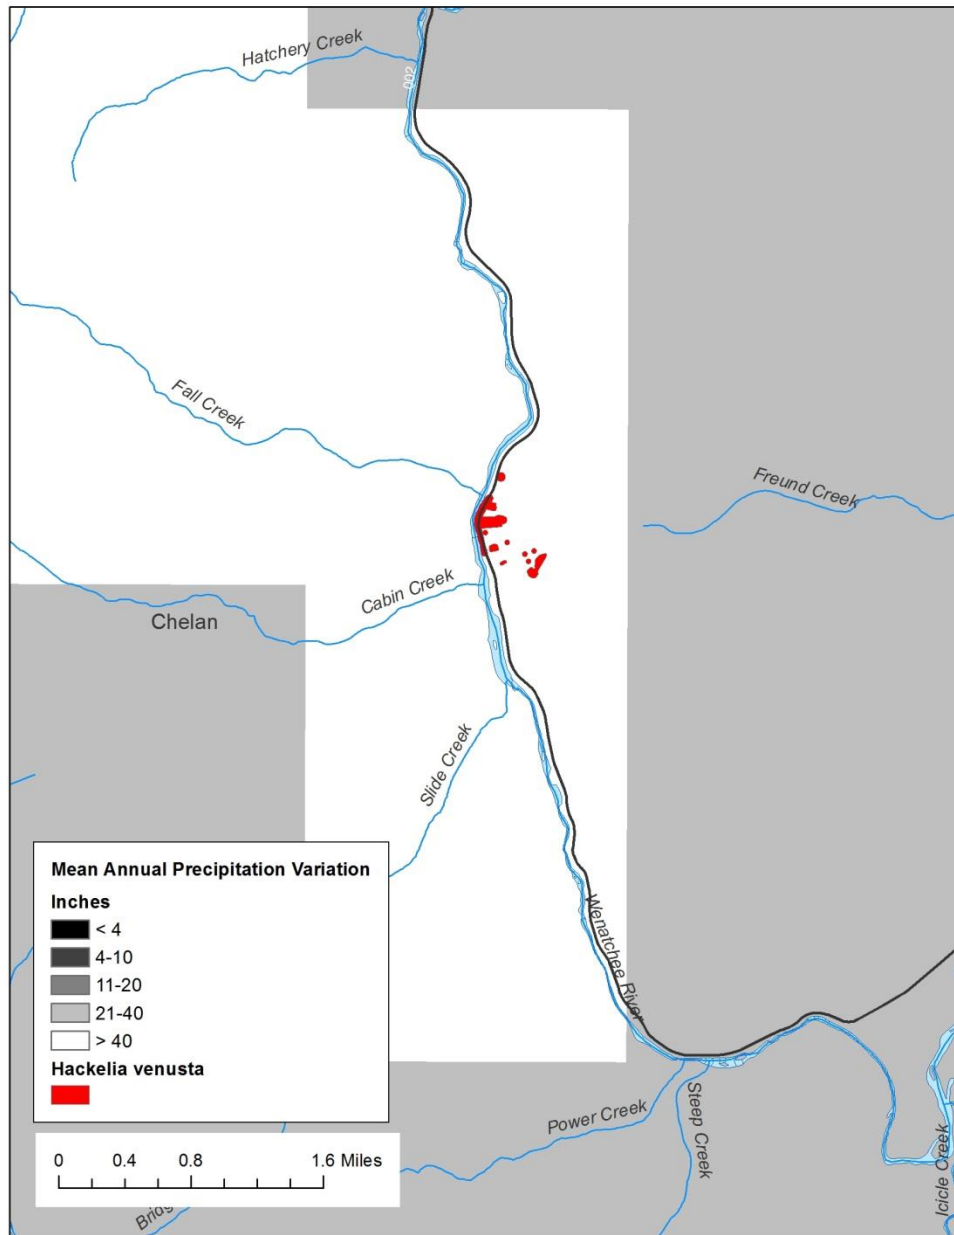 Hatchery Creek
002
Fall Creek
Freund Creek
Cabin Creek
Chelan
Slide Creek
Mean Annual Precipitation Variation
Inches
< 4
4-10
11-20
21-40
> 40
Hackelia venusta
Wenatchee River
Power Creek
Steep Creek
Icicle Creek
0 0.4 0.8 1.6 Miles